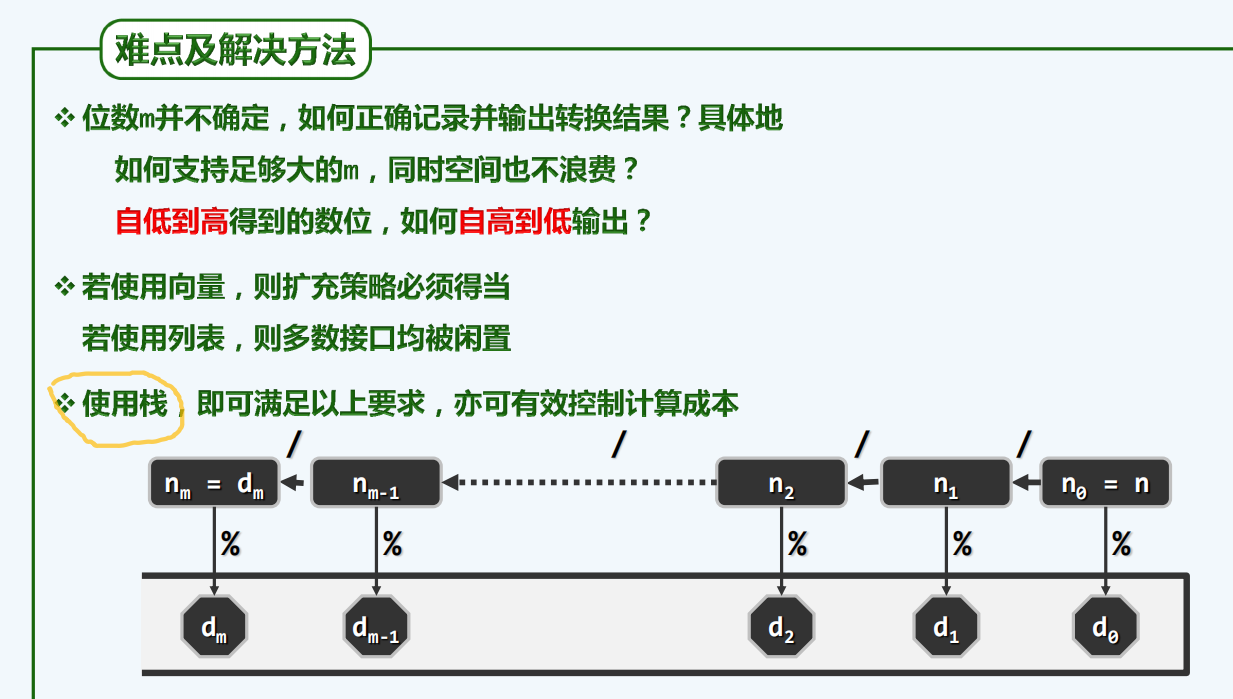 难点及解决方法
❖ 位数m并不确定，如何正确记录并输出转换结果？具体地
如何支持足够大的m，同时空间也不浪费？
自低到高得到的数位，如何自高到低输出？
❖ 若使用向量，则扩充策略必须得当
若使用列表，则多数接口均被闲置
❖ 使用栈，即可满足以上要求，亦可有效控制计算成本
/ / / /
nm = dm nm-1 n2 n1 n0 = n
% % % % %
dm dm-1 d2 d1 d0